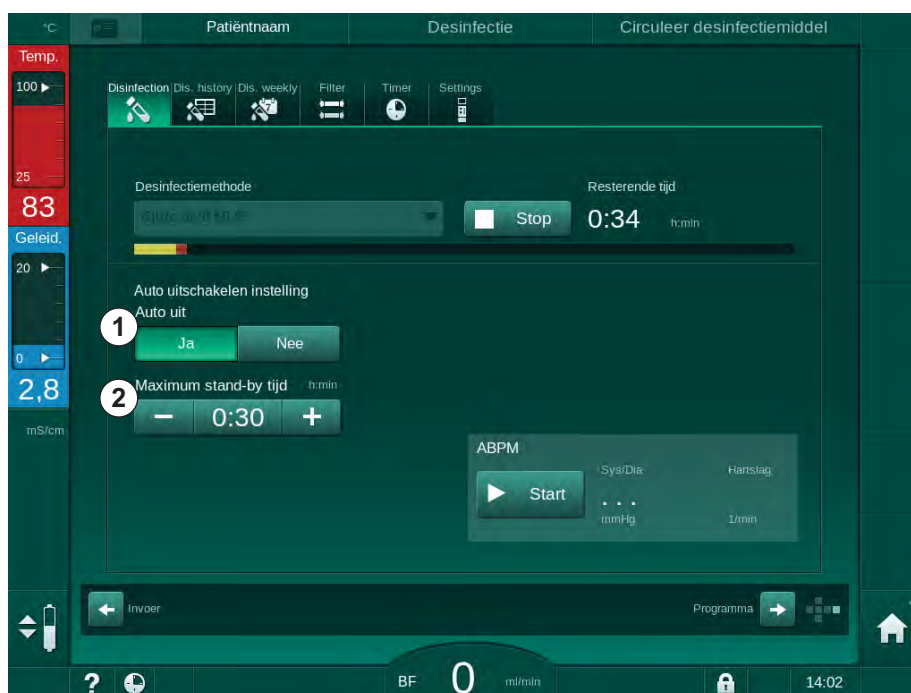 °C Patiëntnaam Desinfectie Circuleer desinfectiemiddel
Temp.
100
25
83
Geleid.
20
0
2,8
mS/cm
Disinfection Dis. history Dis. weekly Filter Timer Settings
7
Desinfectiemethode
Stop
Resterende tijd
0:34 h:min
Auto uitschakelen instelling
Auto uit
1
Ja Nee
2
Maximum stand-by tijd h:min
− 0:30 +
ABPM
Start
Sys/Dia Hartslag
. . .
mmHg 1/min
Invoer Programma
? BF 0 ml/min 14:02